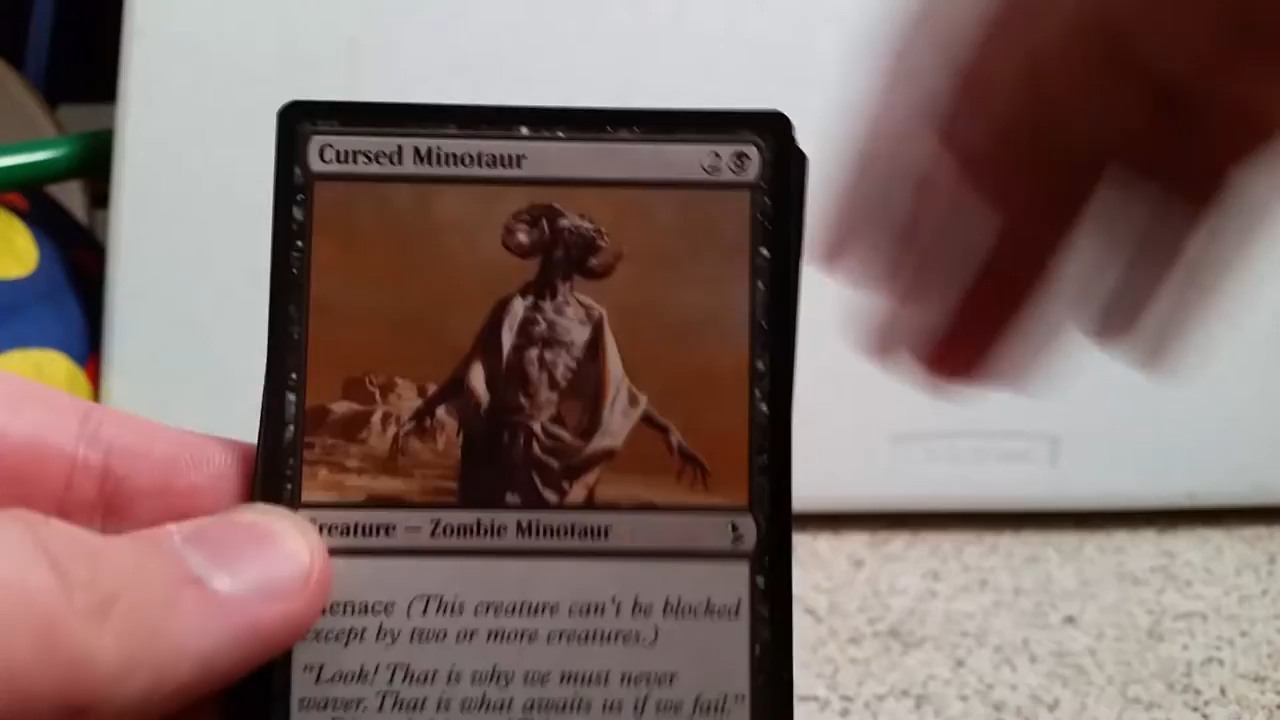 Cursed Minotaur 2
reature — Zombie Minotaur
enace (This creature can't be blocked
except by two or more creatures.)
"Look! That is why we must never
waver. That is what awaits us if we fail."